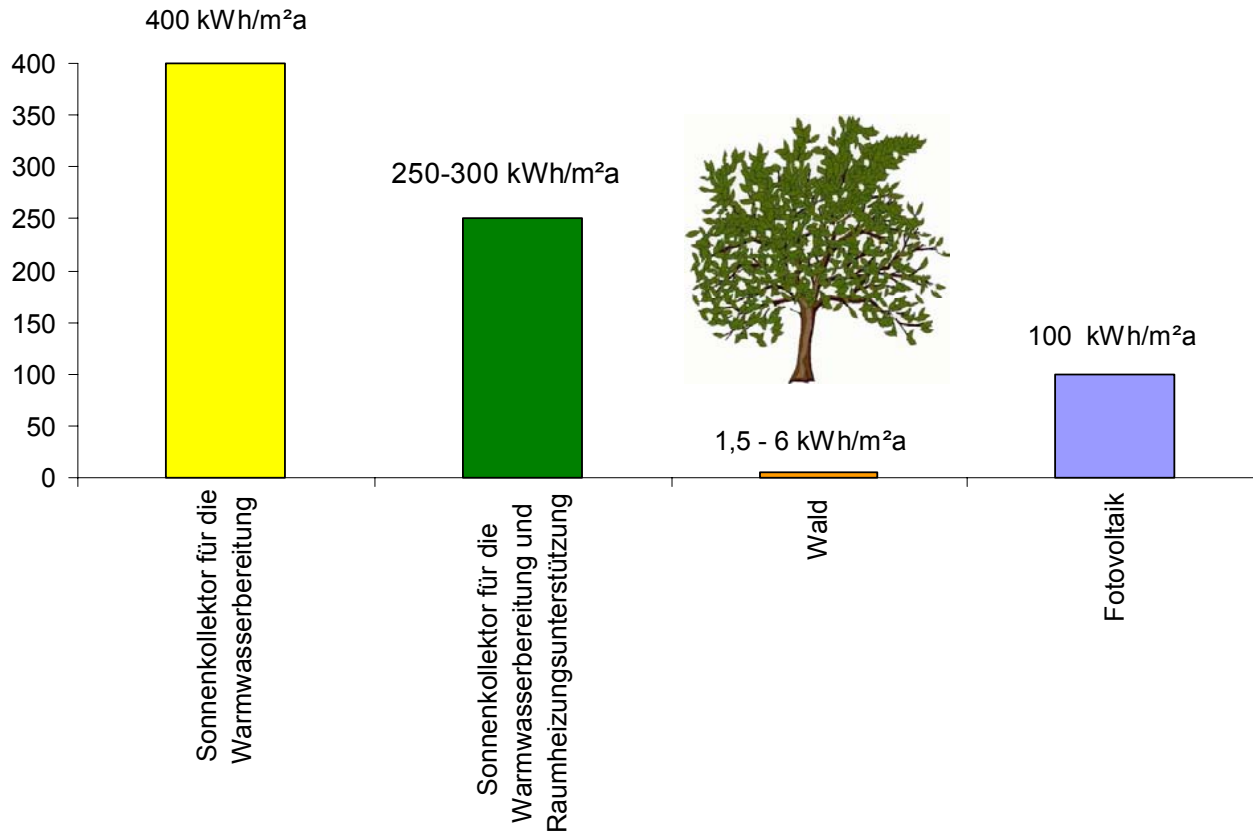 400 kWh/m²a
400
350
300
250
200
150
100
50
0
250-300 kWh/m²a
1,5 - 6 kWh/m²a
100 kWh/m²a
Sonnenkollektor für die
Warmwasserbereitung
Sonnenkollektor für die
Warmwasserbereitung und
Raumheizungsunterstützung
Wald
Fotovoltaik